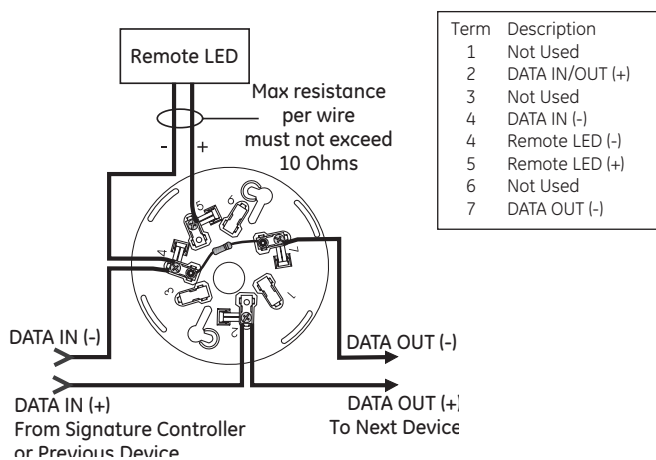 Remote LED
Max resistance
per wire
must not exceed
10 Ohms
- +
5
6
4
7
3
1
2
DATA IN (-)
DATA OUT (-)
DATA IN (+)
From Signature Controller
or Previous Device
DATA OUT (+)
To Next Device
Term Description
1 Not Used
2 DATA IN/OUT (+)
3 Not Used
4 DATA IN (-)
4 Remote LED (-)
5 Remote LED (+)
6 Not Used
7 DATA OUT (-)